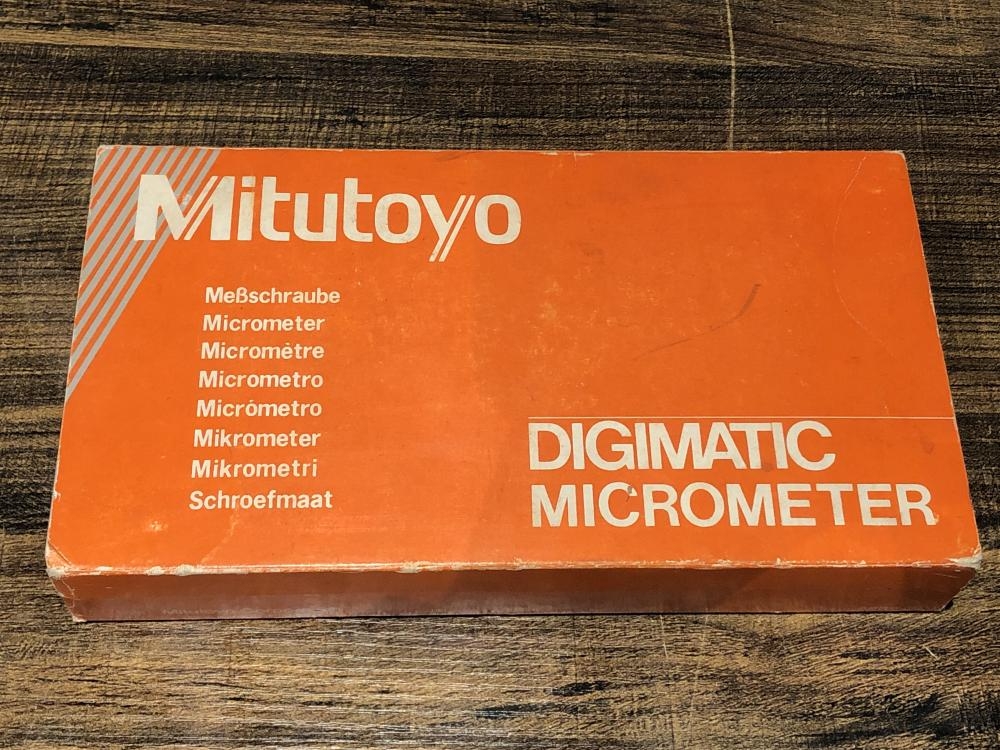 Mitutoyo
Meßschraube
Micrometer
Micromètre
Micrometro
Micrómetro
Mikrometer
Mikrometri
Schroefmaat
DIGIMATIC
MICROMETER